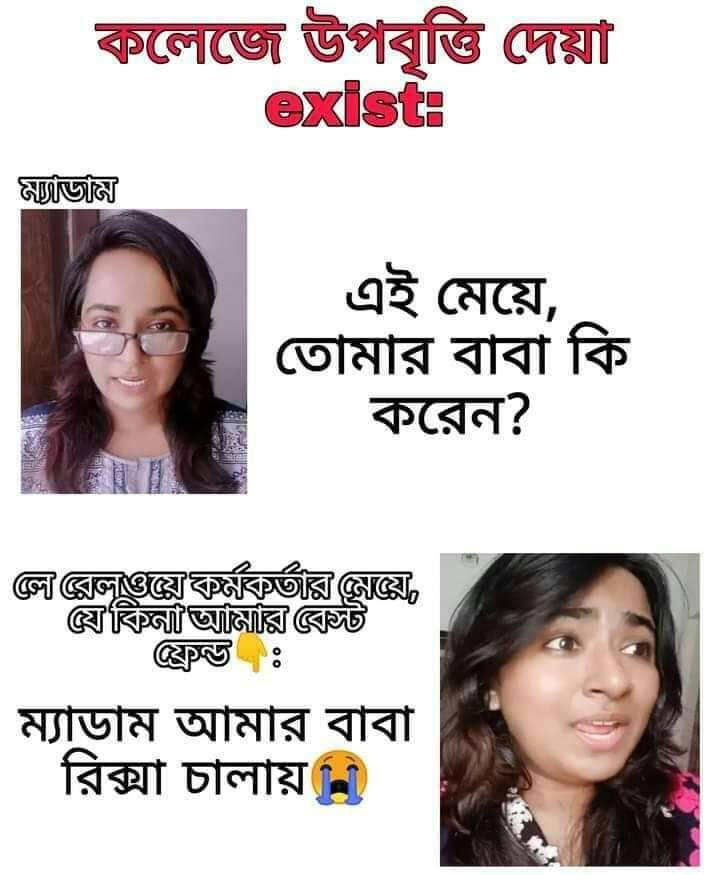 কলেজে উপবৃত্তি দেয়া
exist:
ম্যাডাম
এই মেয়ে,
তোমার বাবা কি
করেন?
লে রেলওয়ে কর্মকর্তার মেয়ে,
যে কিনা আমার বেস্ট
ফ্রেন্ড👇:
ম্যাডাম আমার বাবা
রিক্সা চালায়😭